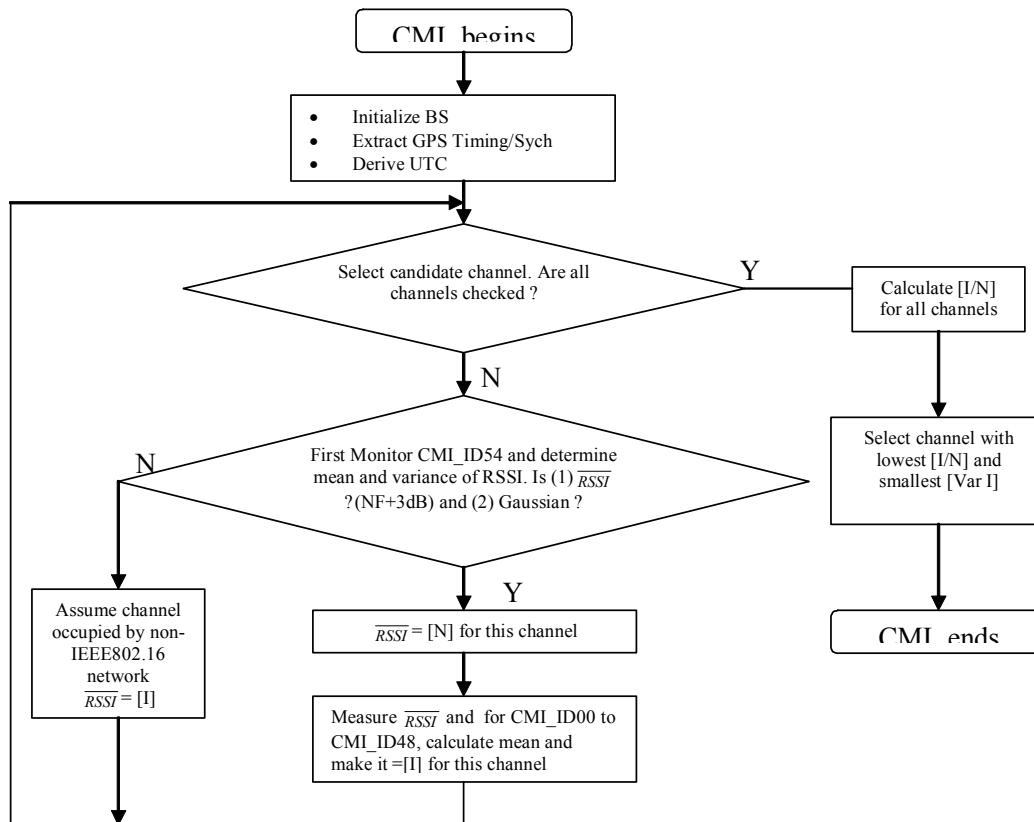 CMI begins
• Initialize BS
• Extract GPS Timing/Sych
• Derive UTC
Select candidate channel. Are all
channels checked ?
Y
Calculate [I/N]
for all channels
N
First Monitor CMI_ID54 and determine
mean and variance of RSSI. Is (1) RSSI
?(NF+3dB) and (2) Gaussian ?
N
Select channel with
lowest [I/N] and
smallest [Var I]
Y
Assume channel
occupied by non-
IEEE802.16
network
RSSI = [I]
RSSI = [N] for this channel
CMI ends
Measure RSSI and for CMI_ID00 to
CMI_ID48, calculate mean and
make it =[I] for this channel